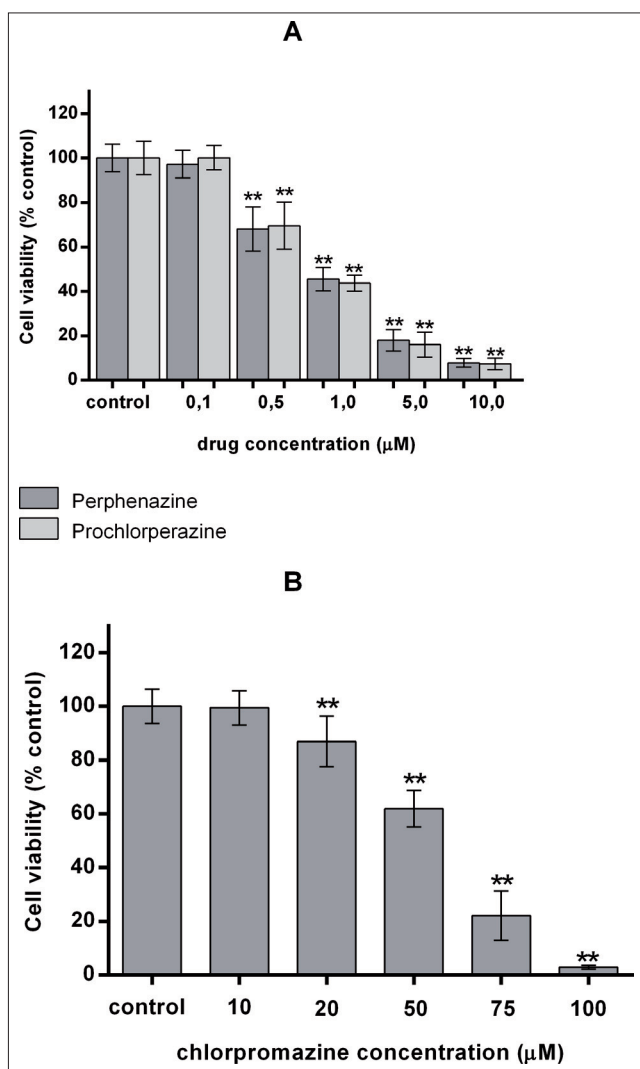 A
Cell viability (% control)
120
100
80
60
40
20
0
** **
** **
** **
** **
control 0,1 0,5 1,0 5,0 10,0
drug concentration (μM)
Perphenazine
Prochlorperazine
B
Cell viability (% control)
120
100
80
60
40
20
0
**
**
**
**
control 10 20 50 75 100
chlorpromazine concentration (μM)